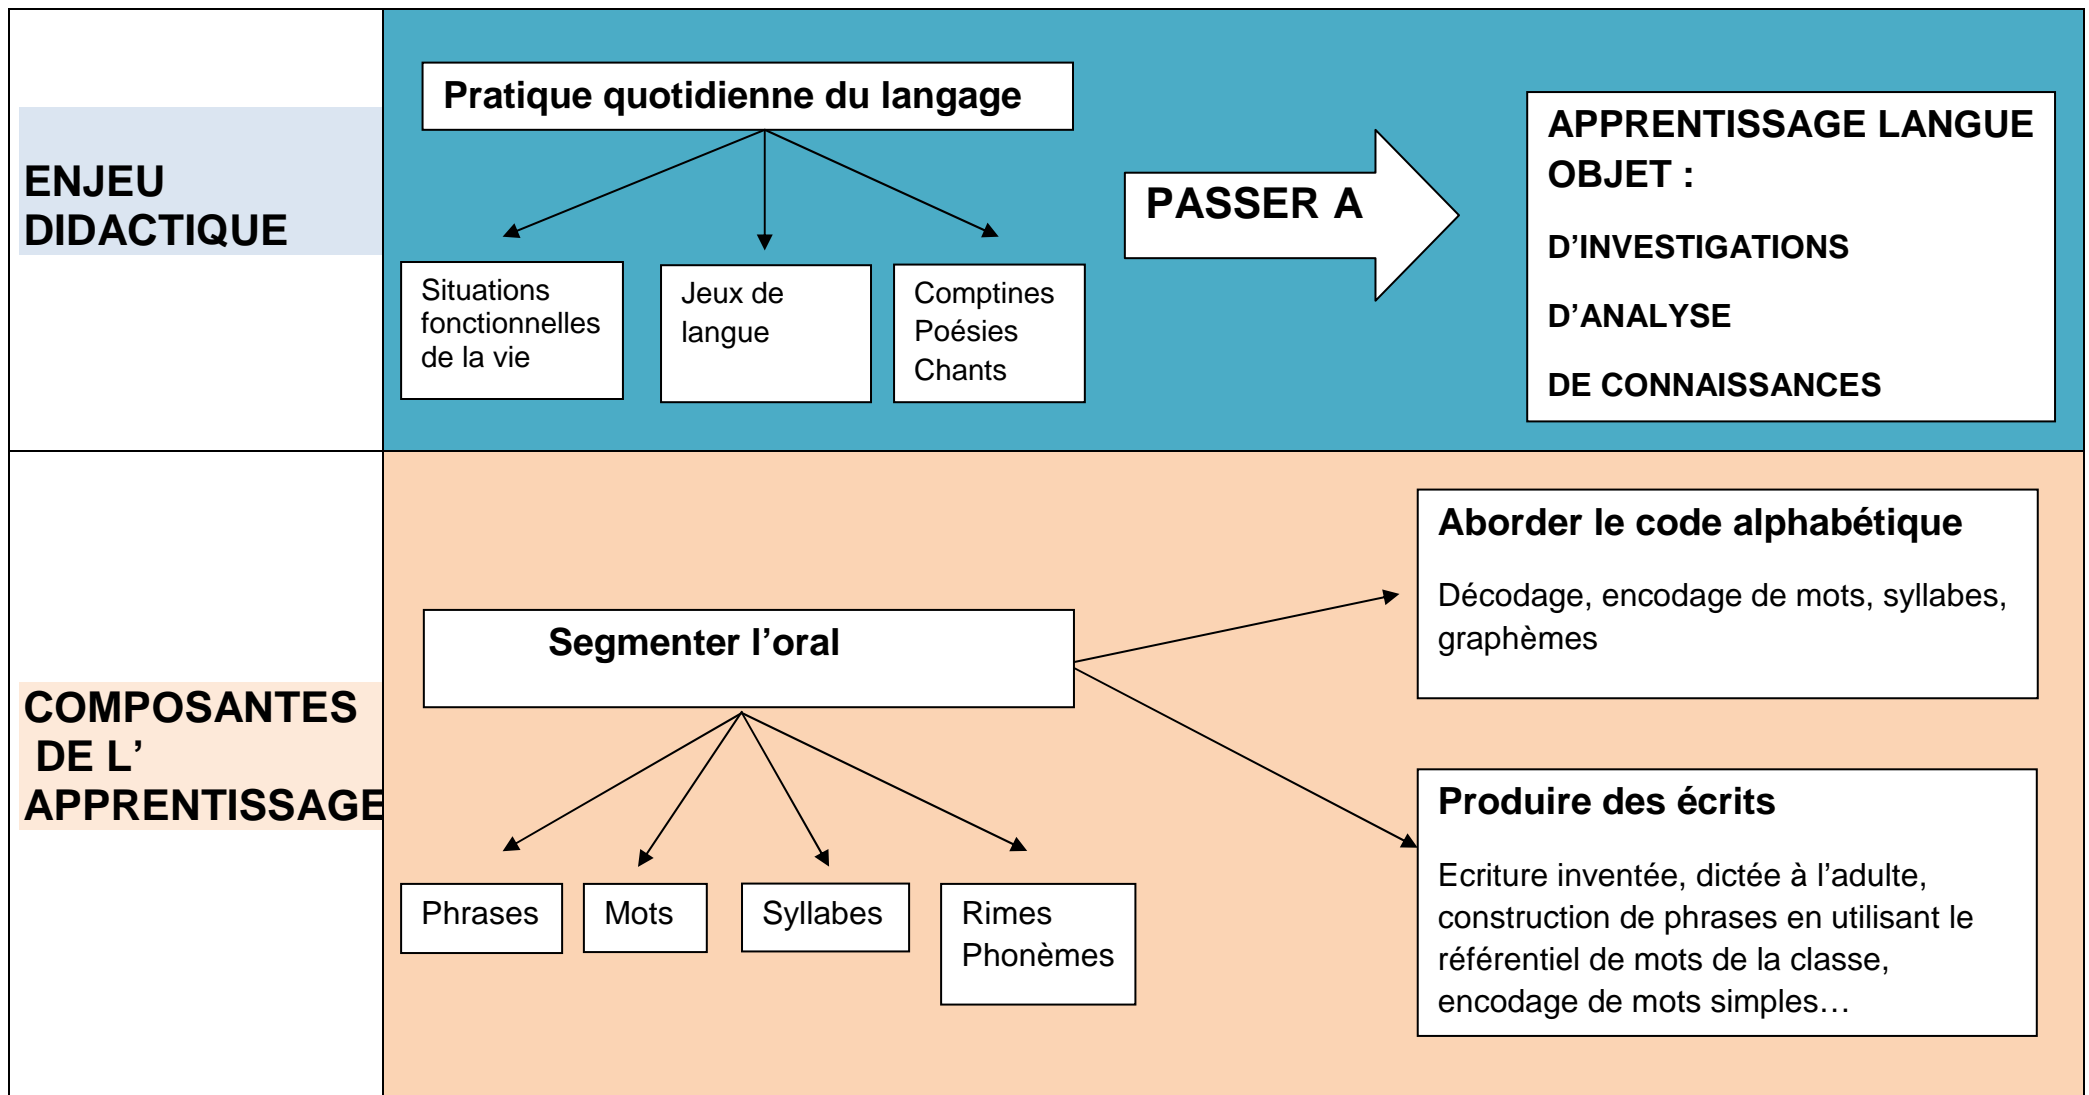 ENJEU
DIDACTIQUE
Pratique quotidienne du langage
Situations
fonctionnelles
de la vie
Jeux de
langue
Comptines
Poésies
Chants
PASSER A
APPRENTISSAGE LANGUE
OBJET :
D’INVESTIGATIONS
D’ANALYSE
DE CONNAISSANCES
COMPOSANTES
DE L’
APPRENTISSAGE
Segmenter l’oral
Phrases
Mots
Syllabes
Rimes
Phonèmes
Aborder le code alphabétique
Décodage, encodage de mots, syllabes,
graphèmes
Produire des écrits
Ecriture inventée, dictée à l’adulte,
construction de phrases en utilisant le
référentiel de mots de la classe,
encodage de mots simples…